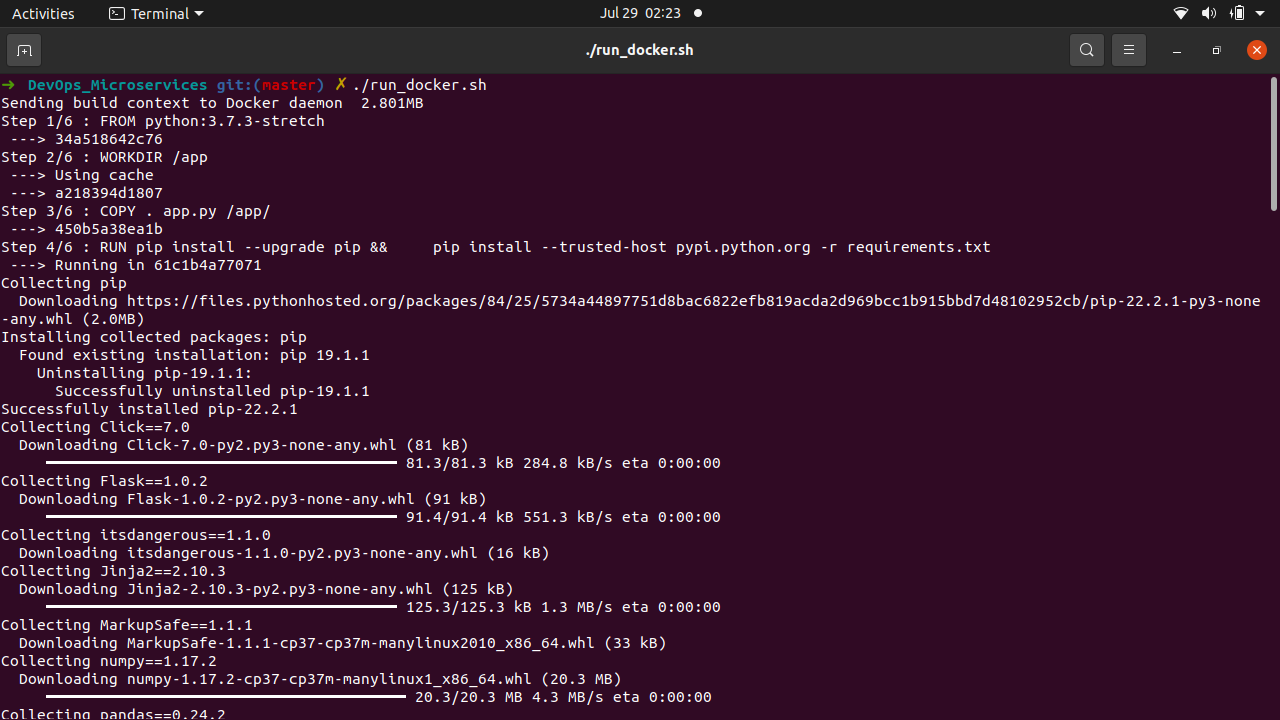 Activities Terminal Jul 29 02:23
./run_docker.sh
➜ DevOps_Microservices git:(master) ✗ ./run_docker.sh
Sending build context to Docker daemon  2.801MB
Step 1/6 : FROM python:3.7.3-stretch
 ---> 34a518642c76
Step 2/6 : WORKDIR /app
 ---> Using cache
 ---> a218394d1807
Step 3/6 : COPY . app.py /app/
 ---> 450b5a38ea1b
Step 4/6 : RUN pip install --upgrade pip &&     pip install --trusted-host pypi.python.org -r requirements.txt
 ---> Running in 61c1b4a77071
Collecting pip
  Downloading https://files.pythonhosted.org/packages/84/25/5734a44897751d8bac6822efb819acda2d969bcc1b915bbd7d48102952cb/pip-22.2.1-py3-none
-any.whl (2.0MB)
Installing collected packages: pip
  Found existing installation: pip 19.1.1
    Uninstalling pip-19.1.1:
      Successfully uninstalled pip-19.1.1
Successfully installed pip-22.2.1
Collecting Click==7.0
  Downloading Click-7.0-py2.py3-none-any.whl (81 kB)
     81.3/81.3 kB 284.8 kB/s eta 0:00:00
Collecting Flask==1.0.2
  Downloading Flask-1.0.2-py2.py3-none-any.whl (91 kB)
     91.4/91.4 kB 551.3 kB/s eta 0:00:00
Collecting itsdangerous==1.1.0
  Downloading itsdangerous-1.1.0-py2.py3-none-any.whl (16 kB)
Collecting Jinja2==2.10.3
  Downloading Jinja2-2.10.3-py2.py3-none-any.whl (125 kB)
     125.3/125.3 kB 1.3 MB/s eta 0:00:00
Collecting MarkupSafe==1.1.1
  Downloading MarkupSafe-1.1.1-cp37-cp37m-manylinux2010_x86_64.whl (33 kB)
Collecting numpy==1.17.2
  Downloading numpy-1.17.2-cp37-cp37m-manylinux1_x86_64.whl (20.3 MB)
     20.3/20.3 MB 4.3 MB/s eta 0:00:00
Collecting pandas==0.24.2